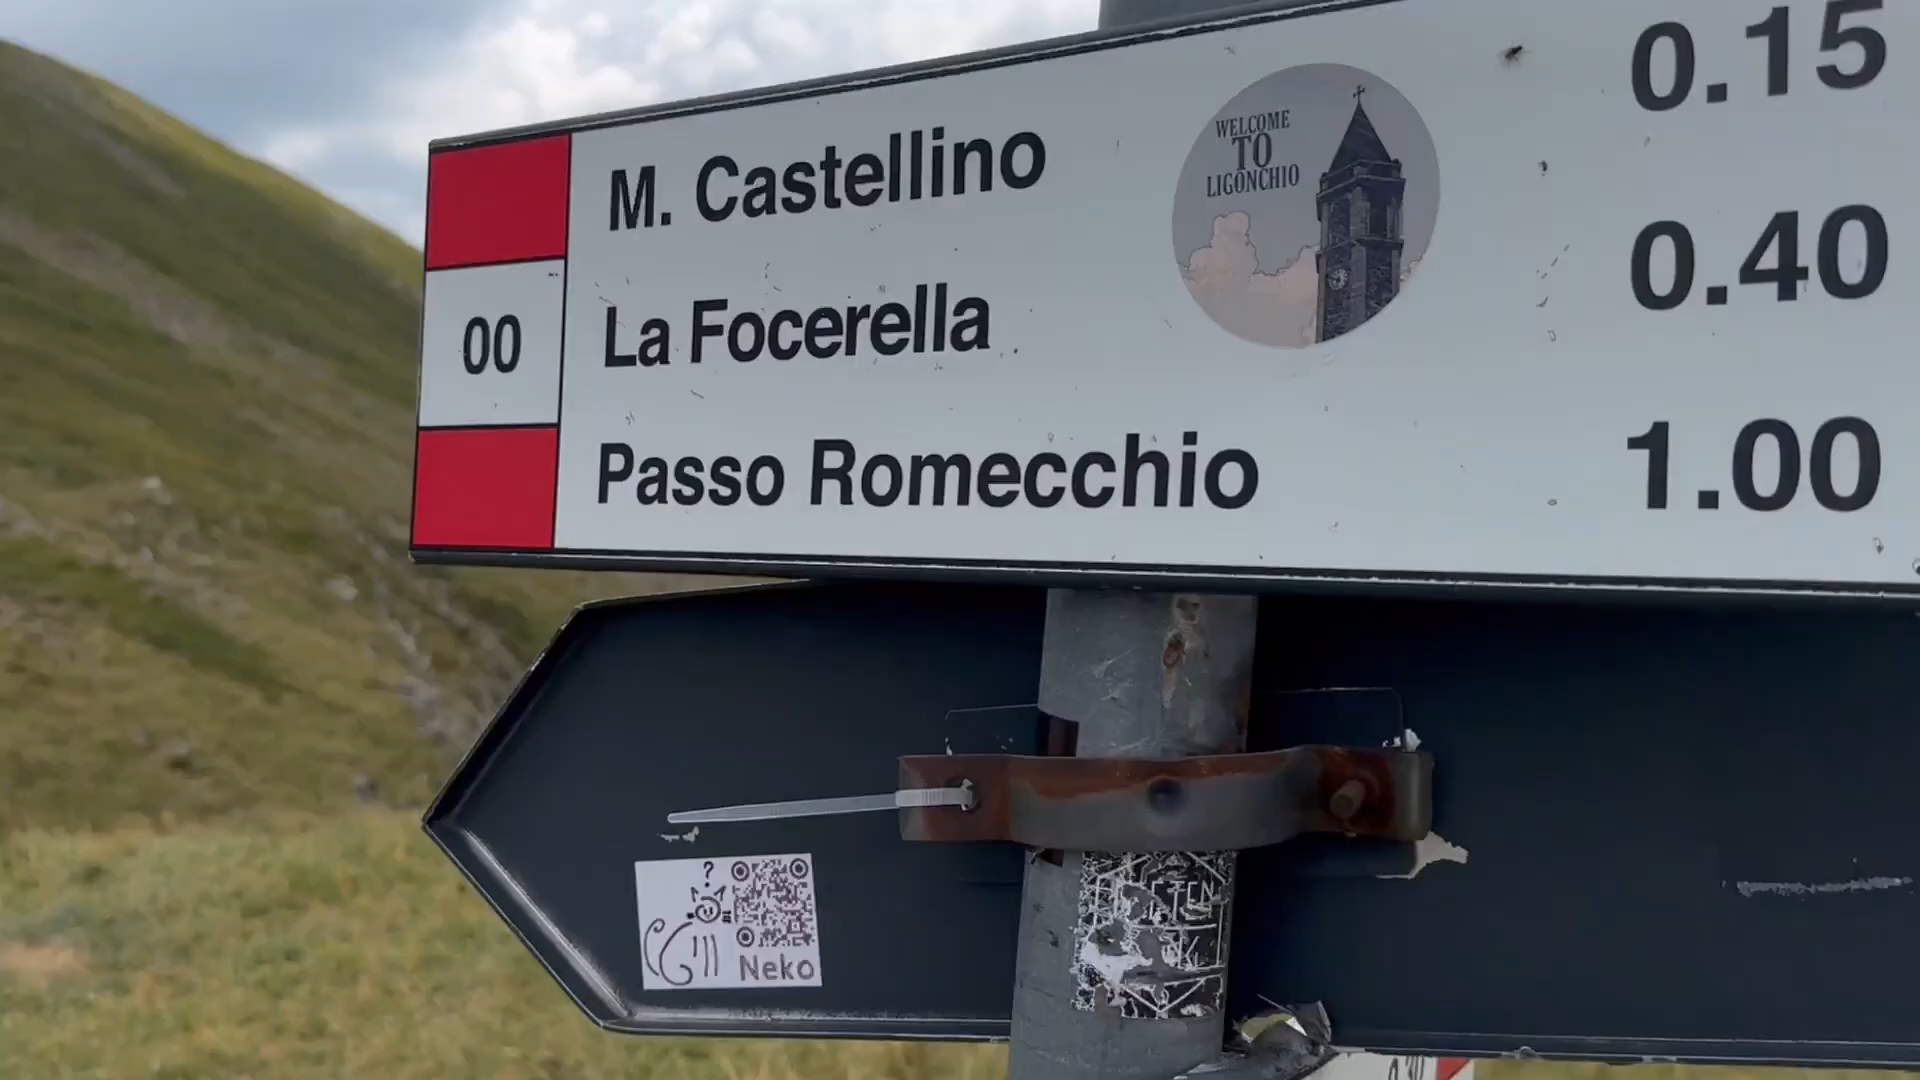 M. Castellino 0.15
00 La Focerella 0.40
Passo Romecchio 1.00
WELCOME
TO
LIGONCHIO
?
Neko